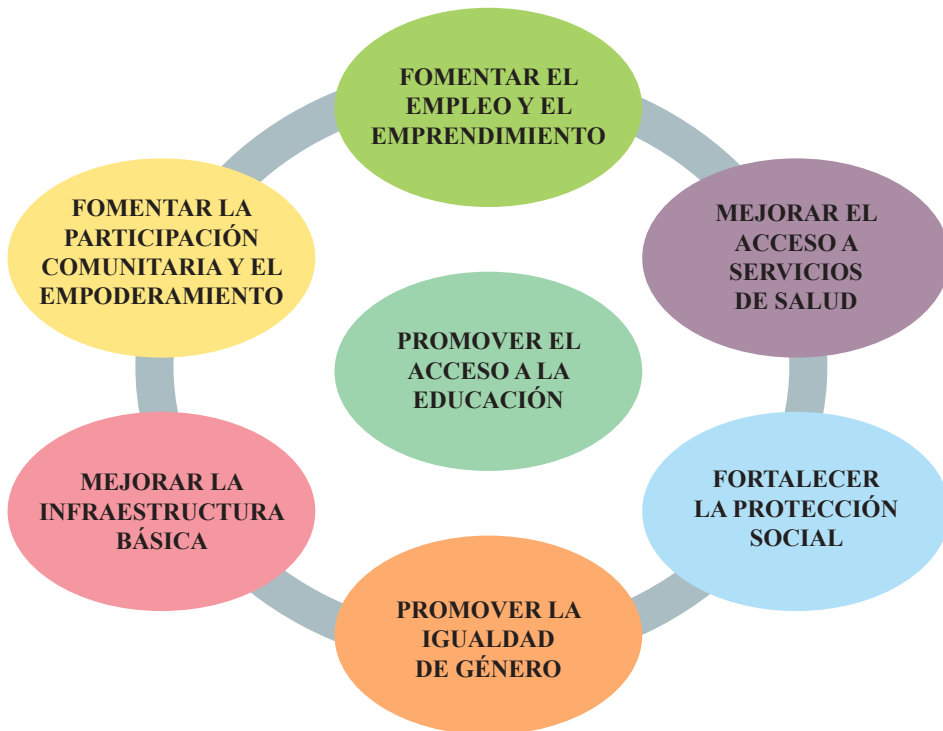 FOMENTAR EL
EMPLEO Y EL
EMPRENDIMIENTO
MEJORAR EL
ACCESO A
SERVICIOS
DE SALUD
FORTALECER
LA PROTECCIÓN
SOCIAL
PROMOVER LA
IGUALDAD
DE GÉNERO
MEJORAR LA
INFRAESTRUCTURA
BÁSICA
FOMENTAR LA
PARTICIPACIÓN
COMUNITARIA Y EL
EMPODERAMIENTO
PROMOVER EL
ACCESO A LA
EDUCACIÓN